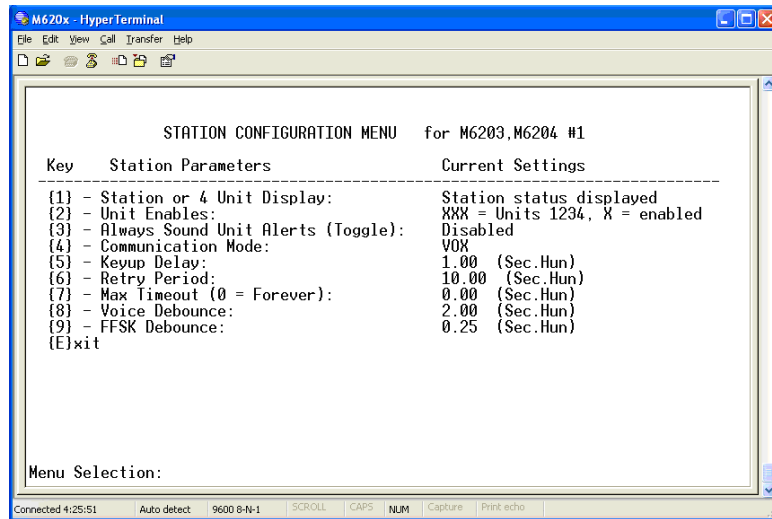 M620x - HyperTerminal
File Edit View Call Transfer Help
STATION CONFIGURATION MENU for M6203,M6204 #1
Key Station Parameters Current Settings
{1} - Station or 4 Unit Display: Station status displayed
{2} - Unit Enables: XXX = Units 1234, X = enabled
{3} - Always Sound Unit Alerts (Toggle): Disabled
{4} - Communication Mode: VOX
{5} - Keyup Delay: 1.00 (Sec.Hun)
{6} - Retry Period: 10.00 (Sec.Hun)
{7} - Max Timeout (0 = Forever): 0.00 (Sec.Hun)
{8} - Voice Debounce: 2.00 (Sec.Hun)
{9} - FFSK Debounce: 0.25 (Sec.Hun)
{E}xit
Menu Selection:
Connected 4:25:51 Auto detect 9600 8-N-1 SCROLL CAPS NUM Capture Print echo